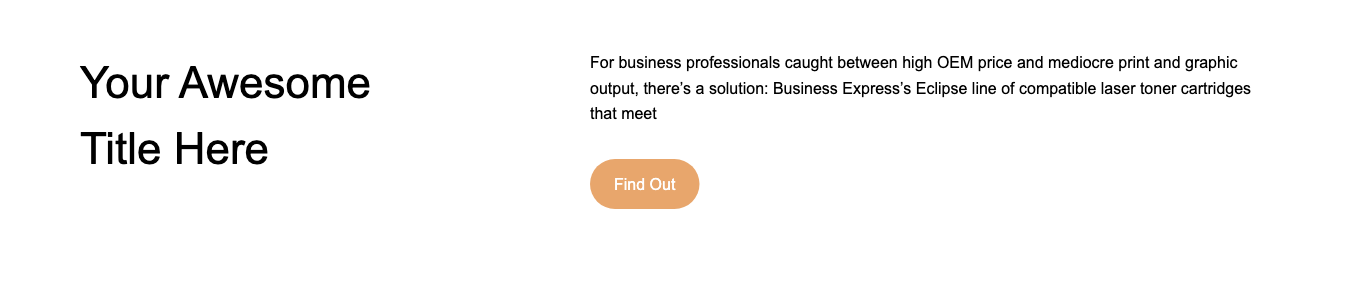 Your Awesome
Title Here
For business professionals caught between high OEM price and mediocre print and graphic
output, there’s a solution: Business Express’s Eclipse line of compatible laser toner cartridges
that meet
Find Out